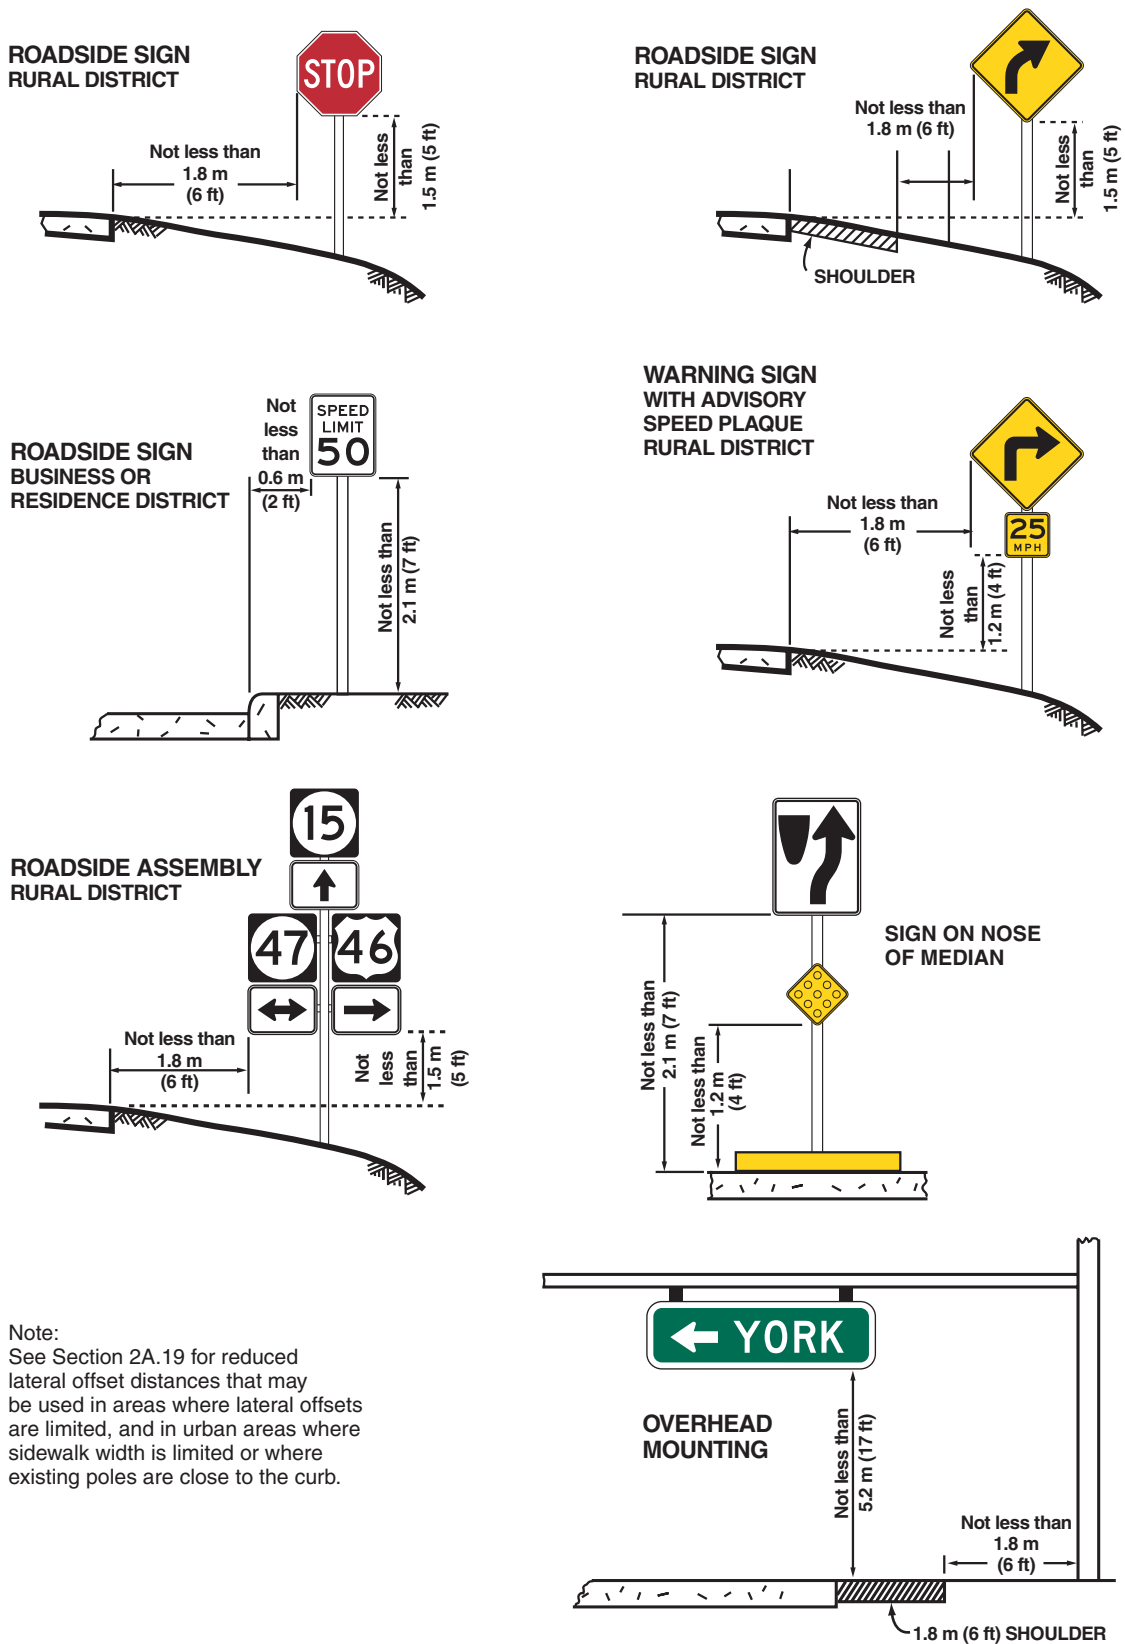 ROADSIDE SIGN
RURAL DISTRICT
STOP
Not less than
1.8 m
(6 ft)
Not less
than
1.5 m (5 ft)
ROADSIDE SIGN
RURAL DISTRICT
Not less than
1.8 m (6 ft)
Not less
than
1.5 m (5 ft)
SHOULDER
ROADSIDE SIGN
BUSINESS OR
RESIDENCE DISTRICT
Not
less
than
0.6 m
(2 ft)
SPEED
LIMIT
50
Not less than
2.1 m (7 ft)
WARNING SIGN
WITH ADVISORY
SPEED PLAQUE
RURAL DISTRICT
Not less than
1.8 m
(6 ft)
25
MPH
Not less
than
1.2 m (4 ft)
ROADSIDE ASSEMBLY
RURAL DISTRICT
15
47
46
Not less than
1.8 m
(6 ft)
Not
less
than
1.5 m
(5 ft)
SIGN ON NOSE
OF MEDIAN
Not less than
2.1 m (7 ft)
Not less than
1.2 m
(4 ft)
Note:
See Section 2A.19 for reduced
lateral offset distances that may
be used in areas where lateral offsets
are limited, and in urban areas where
sidewalk width is limited or where
existing poles are close to the curb.
YORK
OVERHEAD
MOUNTING
Not less than
5.2 m (17 ft)
Not less than
1.8 m
(6 ft)
1.8 m (6 ft) SHOULDER